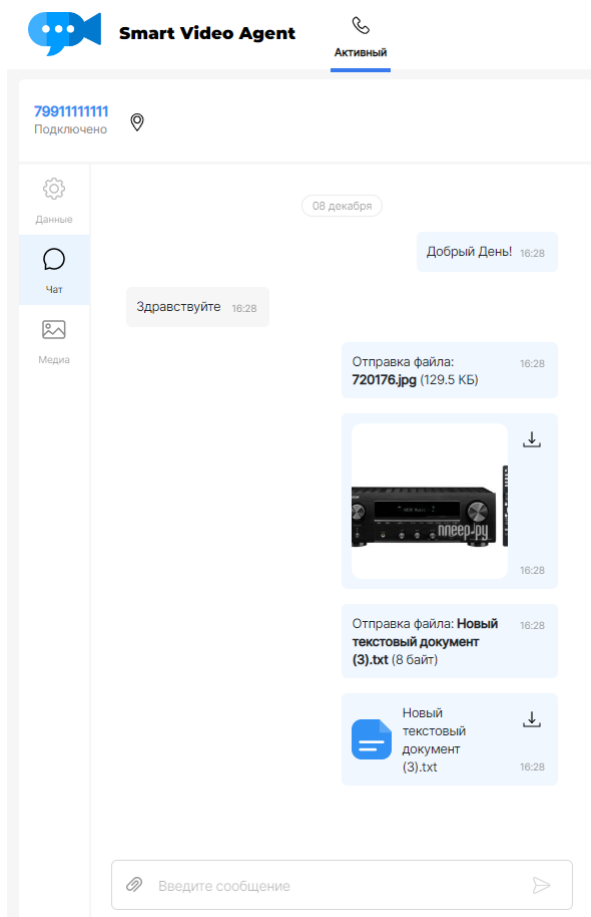 Smart Video Agent
Активный
79911111111
Подключено
Данные
Чат
Медиа
08 декабря
Добрый День! 16:28
Здравствуйте 16:28
Отправка файла: 16:28
720176.jpg (129.5 КБ)
плеер.ру
16:28
Отправка файла: Новый 16:28
текстовый документ
(3).txt (8 байт)
Новый
текстовый
документ
(3).txt 16:28
Введите сообщение